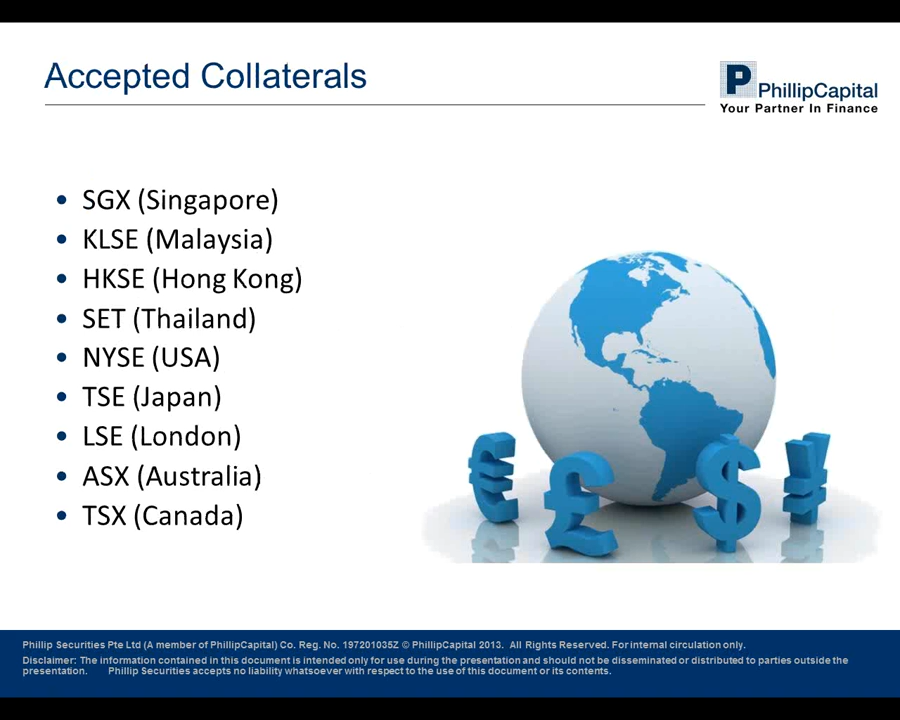 Accepted Collaterals
P PhillipCapital
Your Partner In Finance
• SGX (Singapore)
• KLSE (Malaysia)
• HKSE (Hong Kong)
• SET (Thailand)
• NYSE (USA)
• TSE (Japan)
• LSE (London)
• ASX (Australia)
• TSX (Canada)
€ £ $ ¥
Phillip Securities Pte Ltd (A member of PhillipCapital) Co. Reg. No. 197201035Z © PhillipCapital 2013. All Rights Reserved. For internal circulation only.
Disclaimer: The information contained in this document is intended only for use during the presentation and should not be disseminated or distributed to parties outside the
presentation. Phillip Securities accepts no liability whatsoever with respect to the use of this document or its contents.